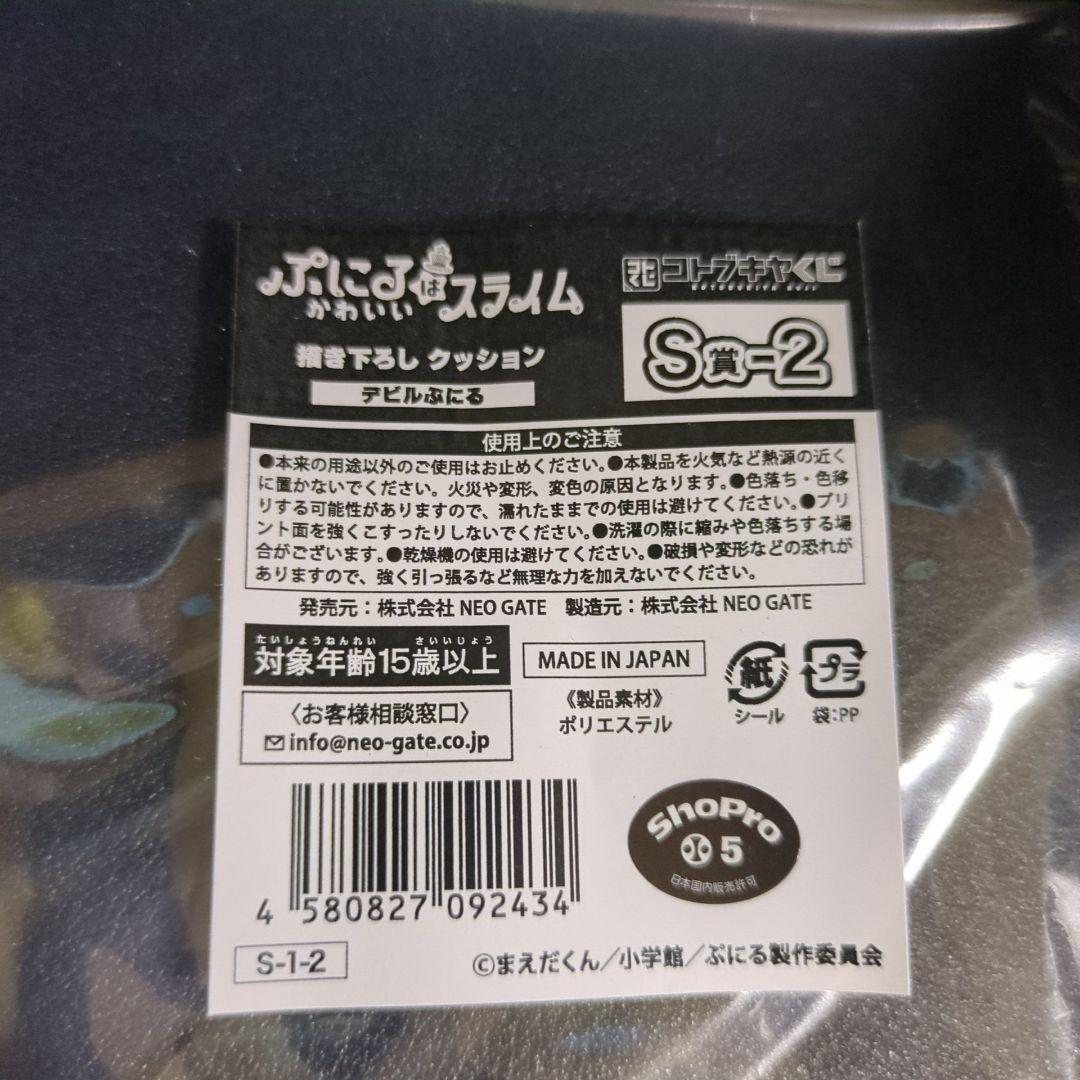 ぷにるはかわいいスライム
コトブキヤくじ
描き下ろし クッション
デビルぷにる
S賞-2
使用上のご注意
●本来の用途以外のご使用はお止めください。●本製品を火気など熱源の近く
に置かないでください。火災や変形、変色の原因となります。●色落ち・色移
りする可能性がありますので、濡れたままでの使用は避けてください。●プリ
ント面を強くこすったりしないでください。●洗濯の際に縮みや色落ちする場
合がございます。●乾燥機の使用は避けてください。●破損や変形などの恐れが
ありますので、強く引っ張るなど無理な力を加えないでください。
発売元：株式会社 NEO GATE 製造元：株式会社 NEO GATE
たいしょうねんれい さいいじょう
対象年齢15歳以上
MADE IN JAPAN
紙
プラ
シール
袋：PP
〈お客様相談窓口〉
info@neo-gate.co.jp
《製品素材》
ポリエステル
ShoPro
5
日本国内販売許可
4 580827 092434
S-1-2
©まえだくん／小学館／ぷにる製作委員会